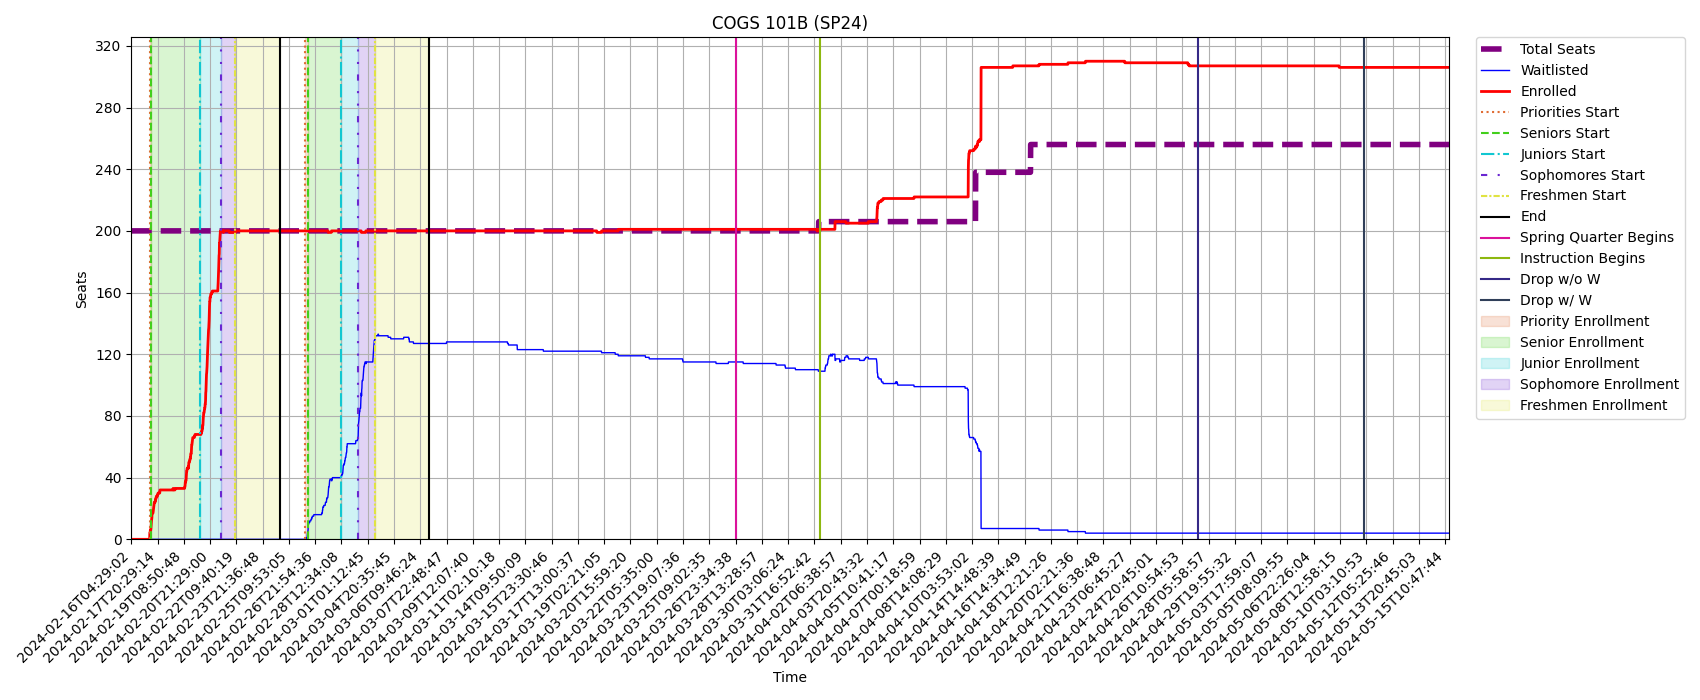 COGS 101B (SP24)
Seats
320
280
240
200
160
120
80
40
0
2024-02-16T04:29:02
2024-02-17T20:29:14
2024-02-19T08:50:48
2024-02-20T21:29:00
2024-02-22T09:40:19
2024-02-23T21:36:48
2024-02-25T09:53:05
2024-02-26T21:54:36
2024-02-28T12:34:08
2024-03-01T01:12:45
2024-03-04T20:35:45
2024-03-06T09:46:24
2024-03-07T22:48:47
2024-03-09T12:07:40
2024-03-11T02:10:18
2024-03-14T09:50:09
2024-03-15T23:30:46
2024-03-17T13:00:37
2024-03-19T02:21:05
2024-03-20T15:59:20
2024-03-22T05:35:00
2024-03-23T19:07:36
2024-03-25T09:02:35
2024-03-26T23:34:38
2024-03-28T13:28:57
2024-03-30T03:06:24
2024-03-31T16:52:42
2024-04-02T06:38:57
2024-04-03T20:43:32
2024-04-05T10:41:17
2024-04-07T00:18:59
2024-04-08T14:08:29
2024-04-10T03:53:02
2024-04-14T14:48:39
2024-04-16T14:34:49
2024-04-18T12:21:26
2024-04-20T02:21:36
2024-04-21T16:38:48
2024-04-23T06:45:27
2024-04-24T20:45:01
2024-04-26T10:54:53
2024-04-28T05:58:57
2024-04-29T19:55:32
2024-05-03T17:59:07
2024-05-05T08:09:55
2024-05-06T22:26:04
2024-05-08T12:58:15
2024-05-10T03:10:53
2024-05-12T05:25:46
2024-05-13T20:45:03
2024-05-15T10:47:44
Time
Total Seats
Waitlisted
Enrolled
Priorities Start
Seniors Start
Juniors Start
Sophomores Start
Freshmen Start
End
Spring Quarter Begins
Instruction Begins
Drop w/o W
Drop w/ W
Priority Enrollment
Senior Enrollment
Junior Enrollment
Sophomore Enrollment
Freshmen Enrollment